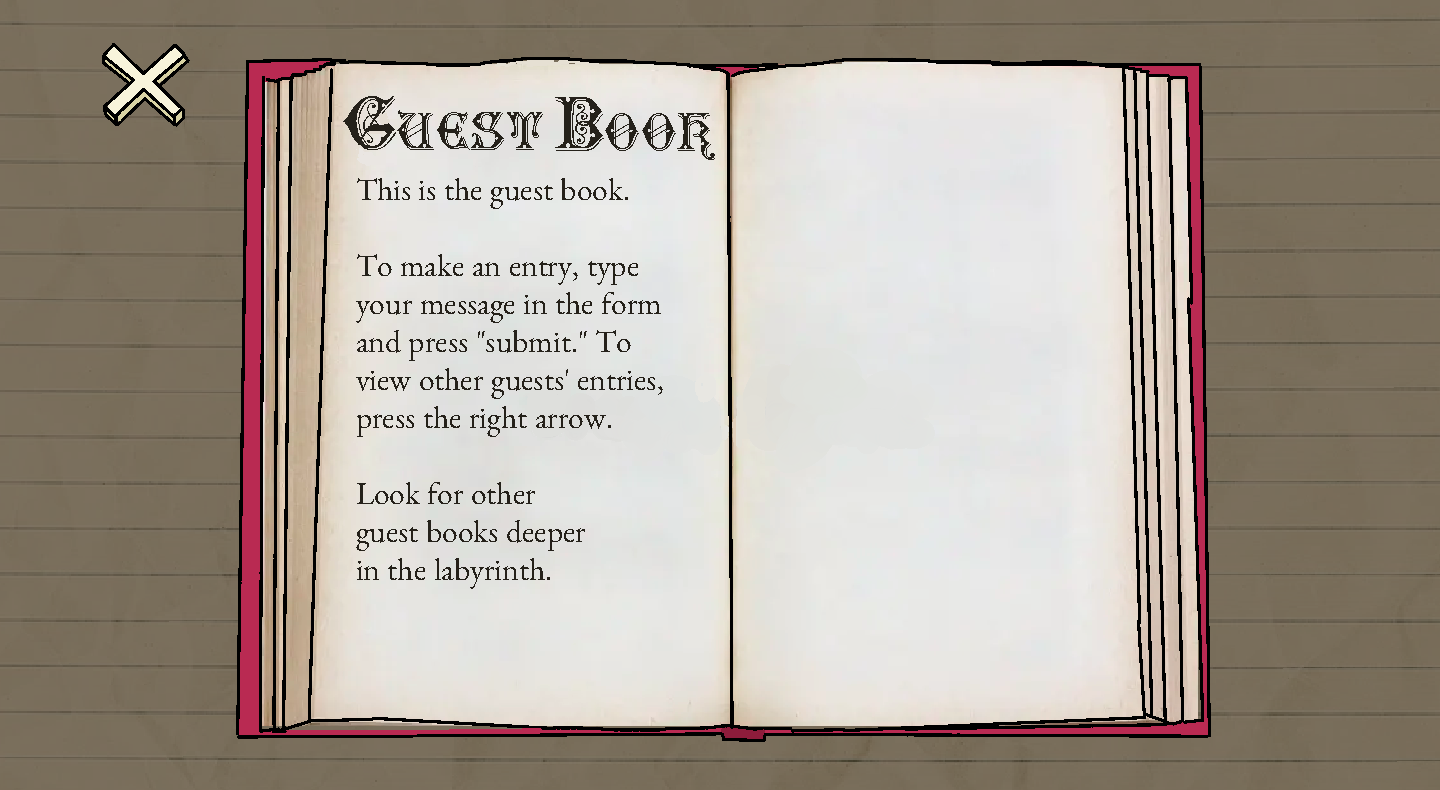 Guest Book
This is the guest book.
To make an entry, type
your message in the form
and press "submit." To
view other guests' entries,
press the right arrow.
Look for other
guest books deeper
in the labyrinth.